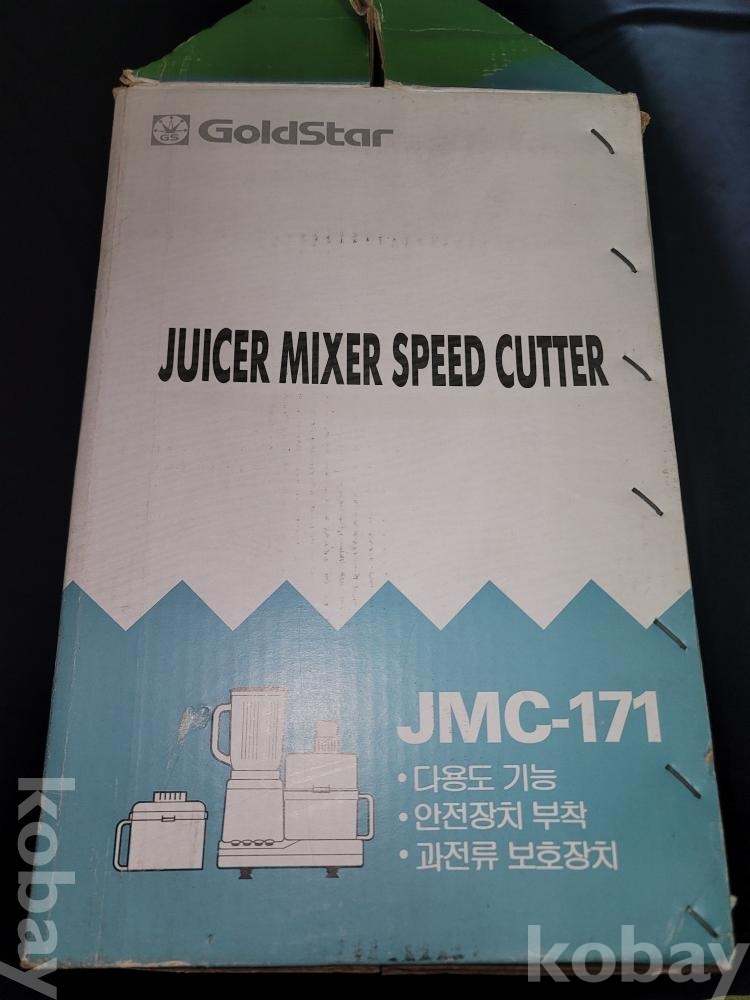 GS GoldStar
JUICER MIXER SPEED CUTTER
JMC-171
• 다용도 기능
• 안전장치 부착
• 과전류 보호장치
kobay
kobay